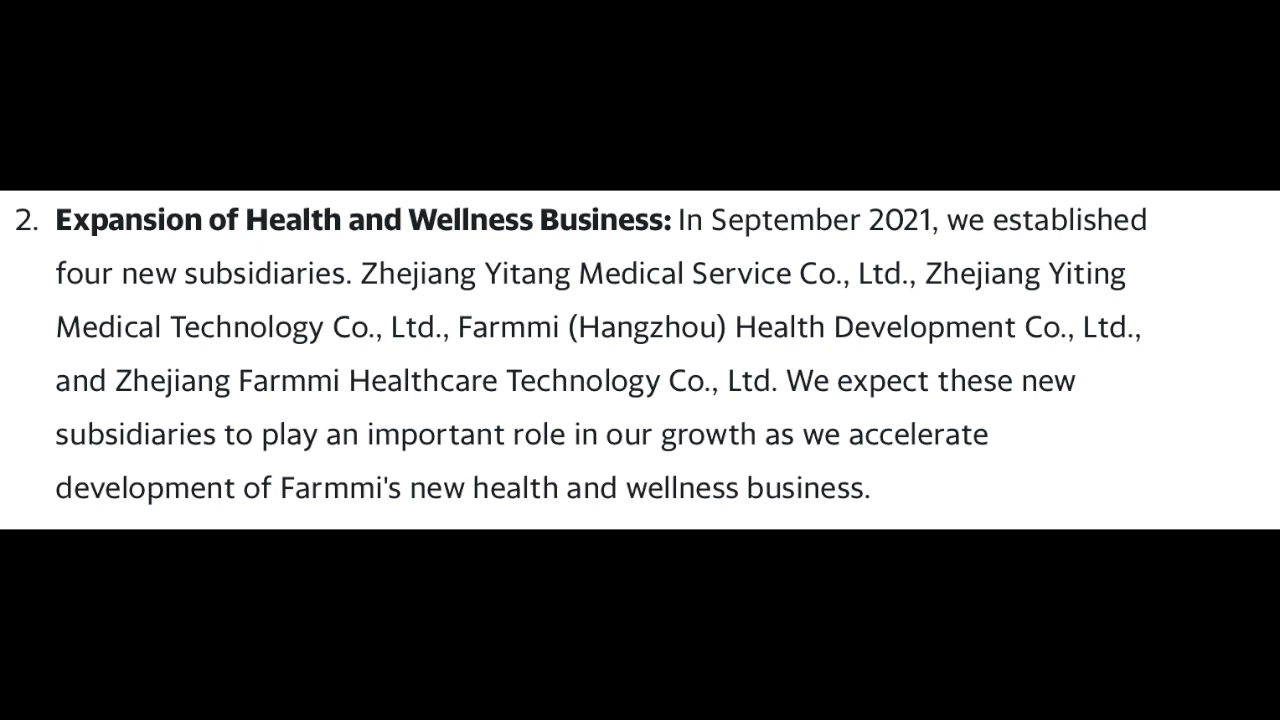 2. Expansion of Health and Wellness Business: In September 2021, we established
four new subsidiaries. Zhejiang Yitang Medical Service Co., Ltd., Zhejiang Yiting
Medical Technology Co., Ltd., Farmmi (Hangzhou) Health Development Co., Ltd.,
and Zhejiang Farmmi Healthcare Technology Co., Ltd. We expect these new
subsidiaries to play an important role in our growth as we accelerate
development of Farmmi's new health and wellness business.